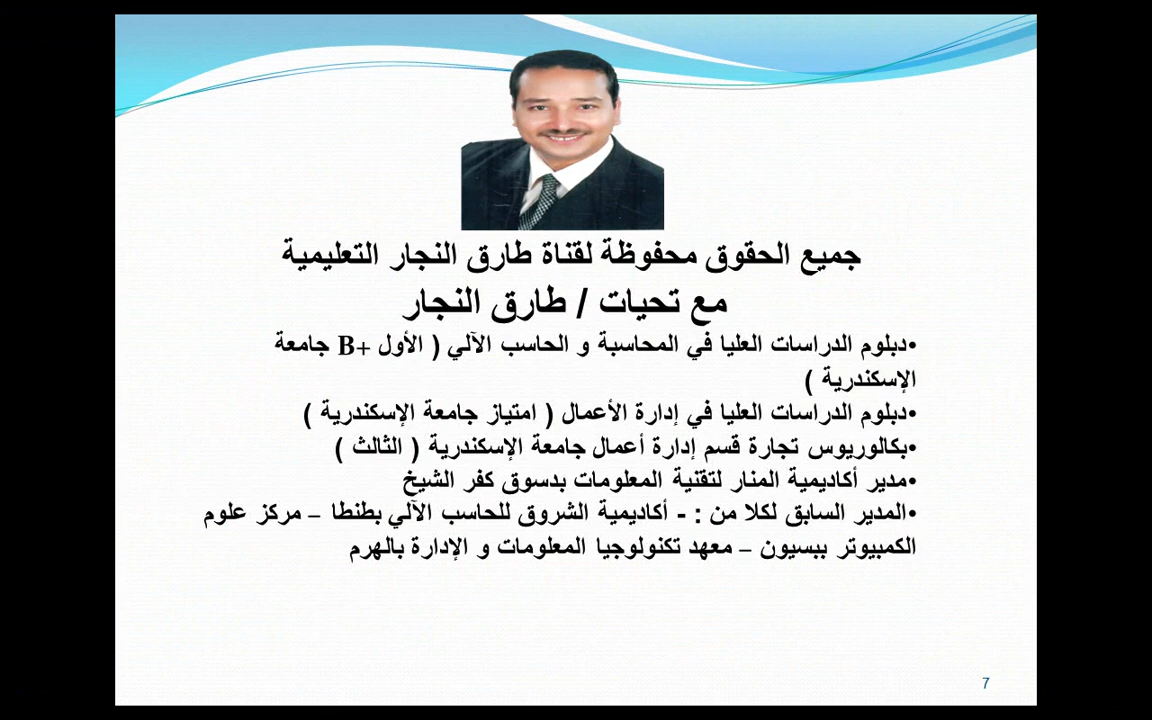 جميع الحقوق محفوظة لقناة طارق النجار التعليمية
مع تحيات / طارق النجار
•دبلوم الدراسات العليا في المحاسبة و الحاسب الآلي ( الأول B+ جامعة
الإسكندرية )
•دبلوم الدراسات العليا في إدارة الأعمال ( امتياز جامعة الإسكندرية )
•بكالوريوس تجارة قسم إدارة أعمال جامعة الإسكندرية ( الثالث )
•مدير أكاديمية المنار لتقنية المعلومات بدسوق كفر الشيخ
•المدير السابق لكلا من : - أكاديمية الشروق للحاسب الآلي بطنطا – مركز علوم
الكمبيوتر ببسيون – معهد تكنولوجيا المعلومات و الإدارة بالهرم
7